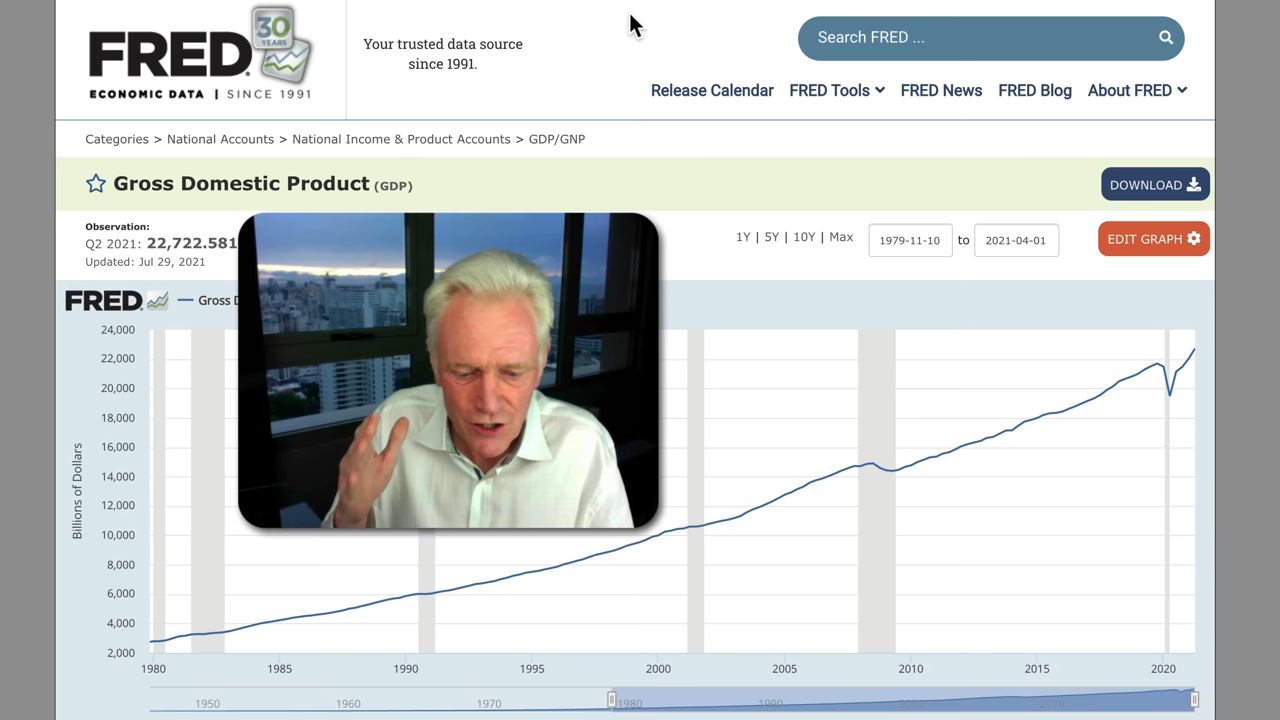 FRED
30
YEARS
ECONOMIC DATA | SINCE 1991
Your trusted data source
since 1991.
Search FRED ...
Release Calendar FRED Tools FRED News FRED Blog About FRED
Categories > National Accounts > National Income & Product Accounts > GDP/GNP
Gross Domestic Product (GDP)
DOWNLOAD
Observation:
Q2 2021: 22,722.581
Updated: Jul 29, 2021
1Y | 5Y | 10Y | Max
1979-11-10 to 2021-04-01
EDIT GRAPH
FRED
Gross D
24,000
22,000
20,000
18,000
16,000
14,000
12,000
10,000
8,000
6,000
4,000
2,000
Billions of Dollars
1980 1985 1990 1995 2000 2005 2010 2015 2020
1950 1960 1970 1980 1990 2000 2010